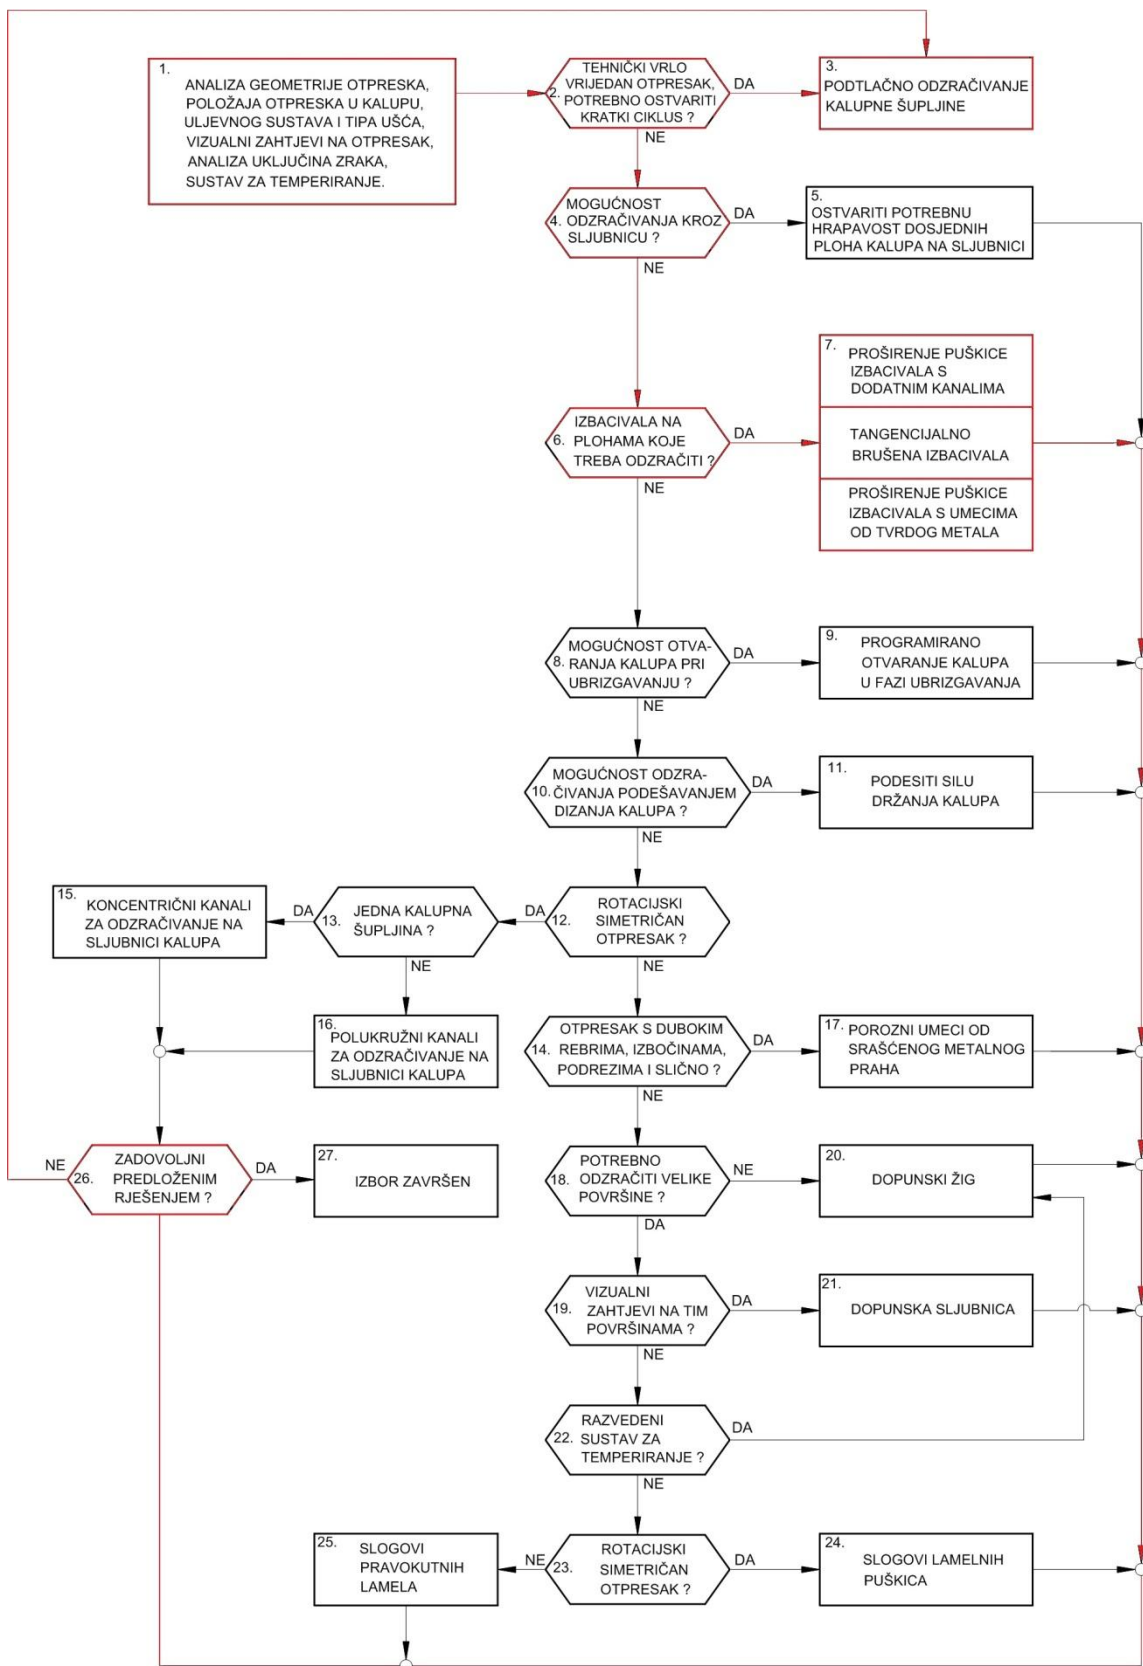 1.
ANALIZA GEOMETRIJE OTPRESKA,
POLOŽAJA OTPRESKA U KALUPU,
ULJEVNOG SUSTAVA I TIPA UŠĆA,
VIZUALNI ZAHTJEVI NA OTPRESAK,
ANALIZA UKLJUČINA ZRAKA,
SUSTAV ZA TEMPERIRANJE.
TEHNIČKI VRLO
VRIJEDAN OTPRESAK,
2. POTREBNO OSTVARITI
KRATKI CIKLUS ?
DA
NE
3.
PODTLAČNO ODZRAČIVANJE
KALUPNE ŠUPLJINE
MOGUĆNOST
4. ODZRAČIVANJA KROZ
SLJUBNICU ?
DA
NE
5.
OSTVARITI POTREBNU
HRAPAVOST DOSJEDNIH
PLOHA KALUPA NA SLJUBNICI
IZBACIVALA NA
6. PLOHAMA KOJE
TREBA ODZRAČITI ?
DA
NE
7.
PROŠIRENJE PUŠKICE
IZBACIVALA S
DODATNIM KANALIMA
TANGENCIJALNO
BRUŠENA IZBACIVALA
PROŠIRENJE PUŠKICE
IZBACIVALA S UMECIMA
OD TVRDOG METALA
MOGUĆNOST OTVA-
8. RANJA KALUPA PRI
UBRIZGAVANJU ?
DA
NE
9.
PROGRAMIRANO
OTVARANJE KALUPA
U FAZI UBRIZGAVANJA
MOGUĆNOST ODZRA-
10. ČIVANJA PODEŠAVANJEM
DIZANJA KALUPA ?
DA
NE
11.
PODESITI SILU
DRŽANJA KALUPA
ROTACIJSKI
12. SIMETRIČAN
OTPRESAK ?
DA
NE
JEDNA KALUPNA
13. ŠUPLJINA ?
DA
NE
15.
KONCENTRIČNI KANALI
ZA ODZRAČIVANJE NA
SLJUBNICI KALUPA
16.
POLUKRUŽNI KANALI
ZA ODZRAČIVANJE NA
SLJUBNICI KALUPA
OTPRESAK S DUBOKIM
14. REBRIMA, IZBOČINAMA,
PODREZIMA I SLIČNO ?
DA
NE
17.
POROZNI UMECI OD
SRAŠĆENOG METALNOG
PRAHA
ZADOVOLJNI
26. PREDLOŽENIM
RJEŠENJEM ?
NE
DA
27.
IZBOR ZAVRŠEN
POTREBNO
18. ODZRAČITI VELIKE
POVRŠINE ?
NE
DA
20.
DOPUNSKI ŽIG
VIZUALNI
19. ZAHTJEVI NA TIM
POVRŠINAMA ?
DA
NE
21.
DOPUNSKA SLJUBNICA
RAZVEDENI
22. SUSTAV ZA
TEMPERIRANJE ?
DA
NE
ROTACIJSKI
23. SIMETRIČAN
OTPRESAK ?
NE
DA
25.
SLOGOVI
PRAVOKUTNIH
LAMELA
24.
SLOGOVI LAMELNIH
PUŠKICA